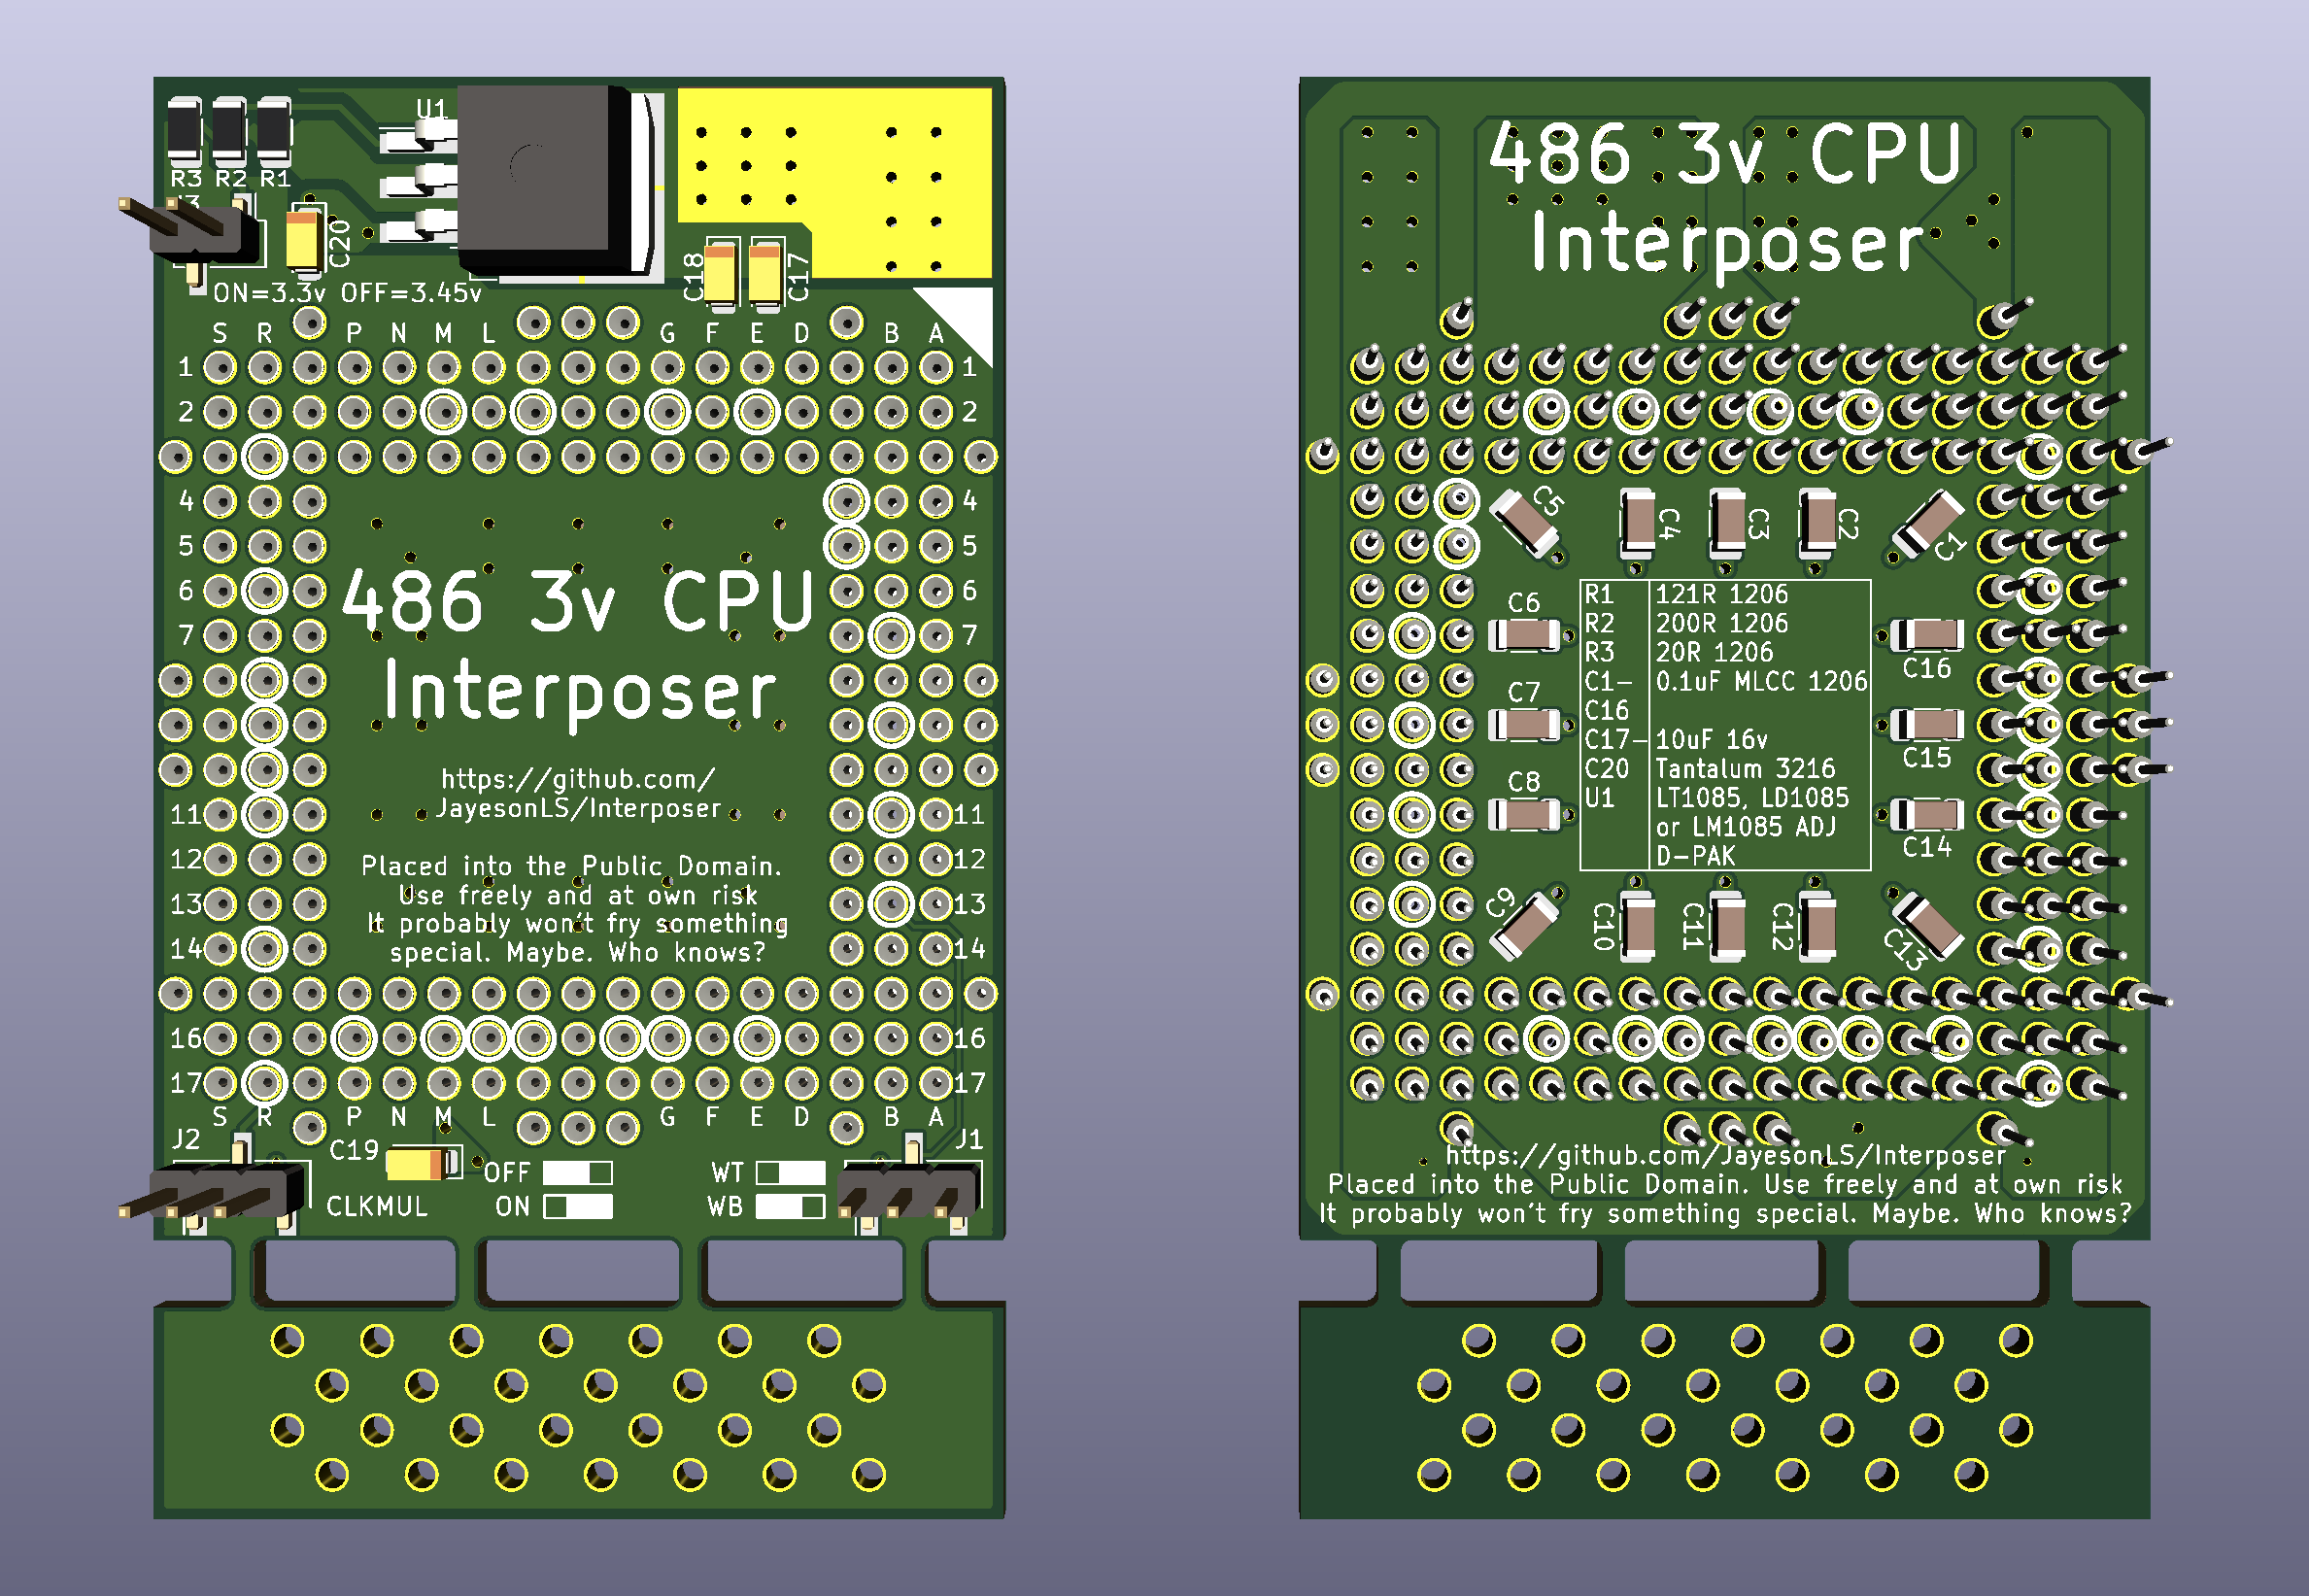 U1
R3 R2 R1
C20
C18
C17
ON=3.3v OFF=3.45v
S R P N M L G F E D B A
1 1
2 2
4 4
5 5
6 6
7 7
486 3v CPU
Interposer
https://github.com/
JayesonLS/Interposer
11 11
12 12
Placed into the Public Domain.
Use freely and at own risk
It probably won't fry something
special. Maybe. Who knows?
13 13
14 14
16 16
17 17
S R P N M L G F E D B A
J2
C19
J1
OFF
WT
CLKMUL
ON
WB
486 3v CPU
Interposer
C5
C4
C3
C2
C1
C6
C7
C8
R1 121R 1206
R2 200R 1206
R3 20R 1206
C1- 0.1uF MLCC 1206
C16
C17- 10uF 16v
C20 Tantalum 3216
U1 LT1085, LD1085
or LM1085 ADJ
D-PAK
C16
C15
C14
C9
C10
C11
C12
C13
https://github.com/JayesonLS/Interposer
Placed into the Public Domain. Use freely and at own risk
It probably won't fry something special. Maybe. Who knows?